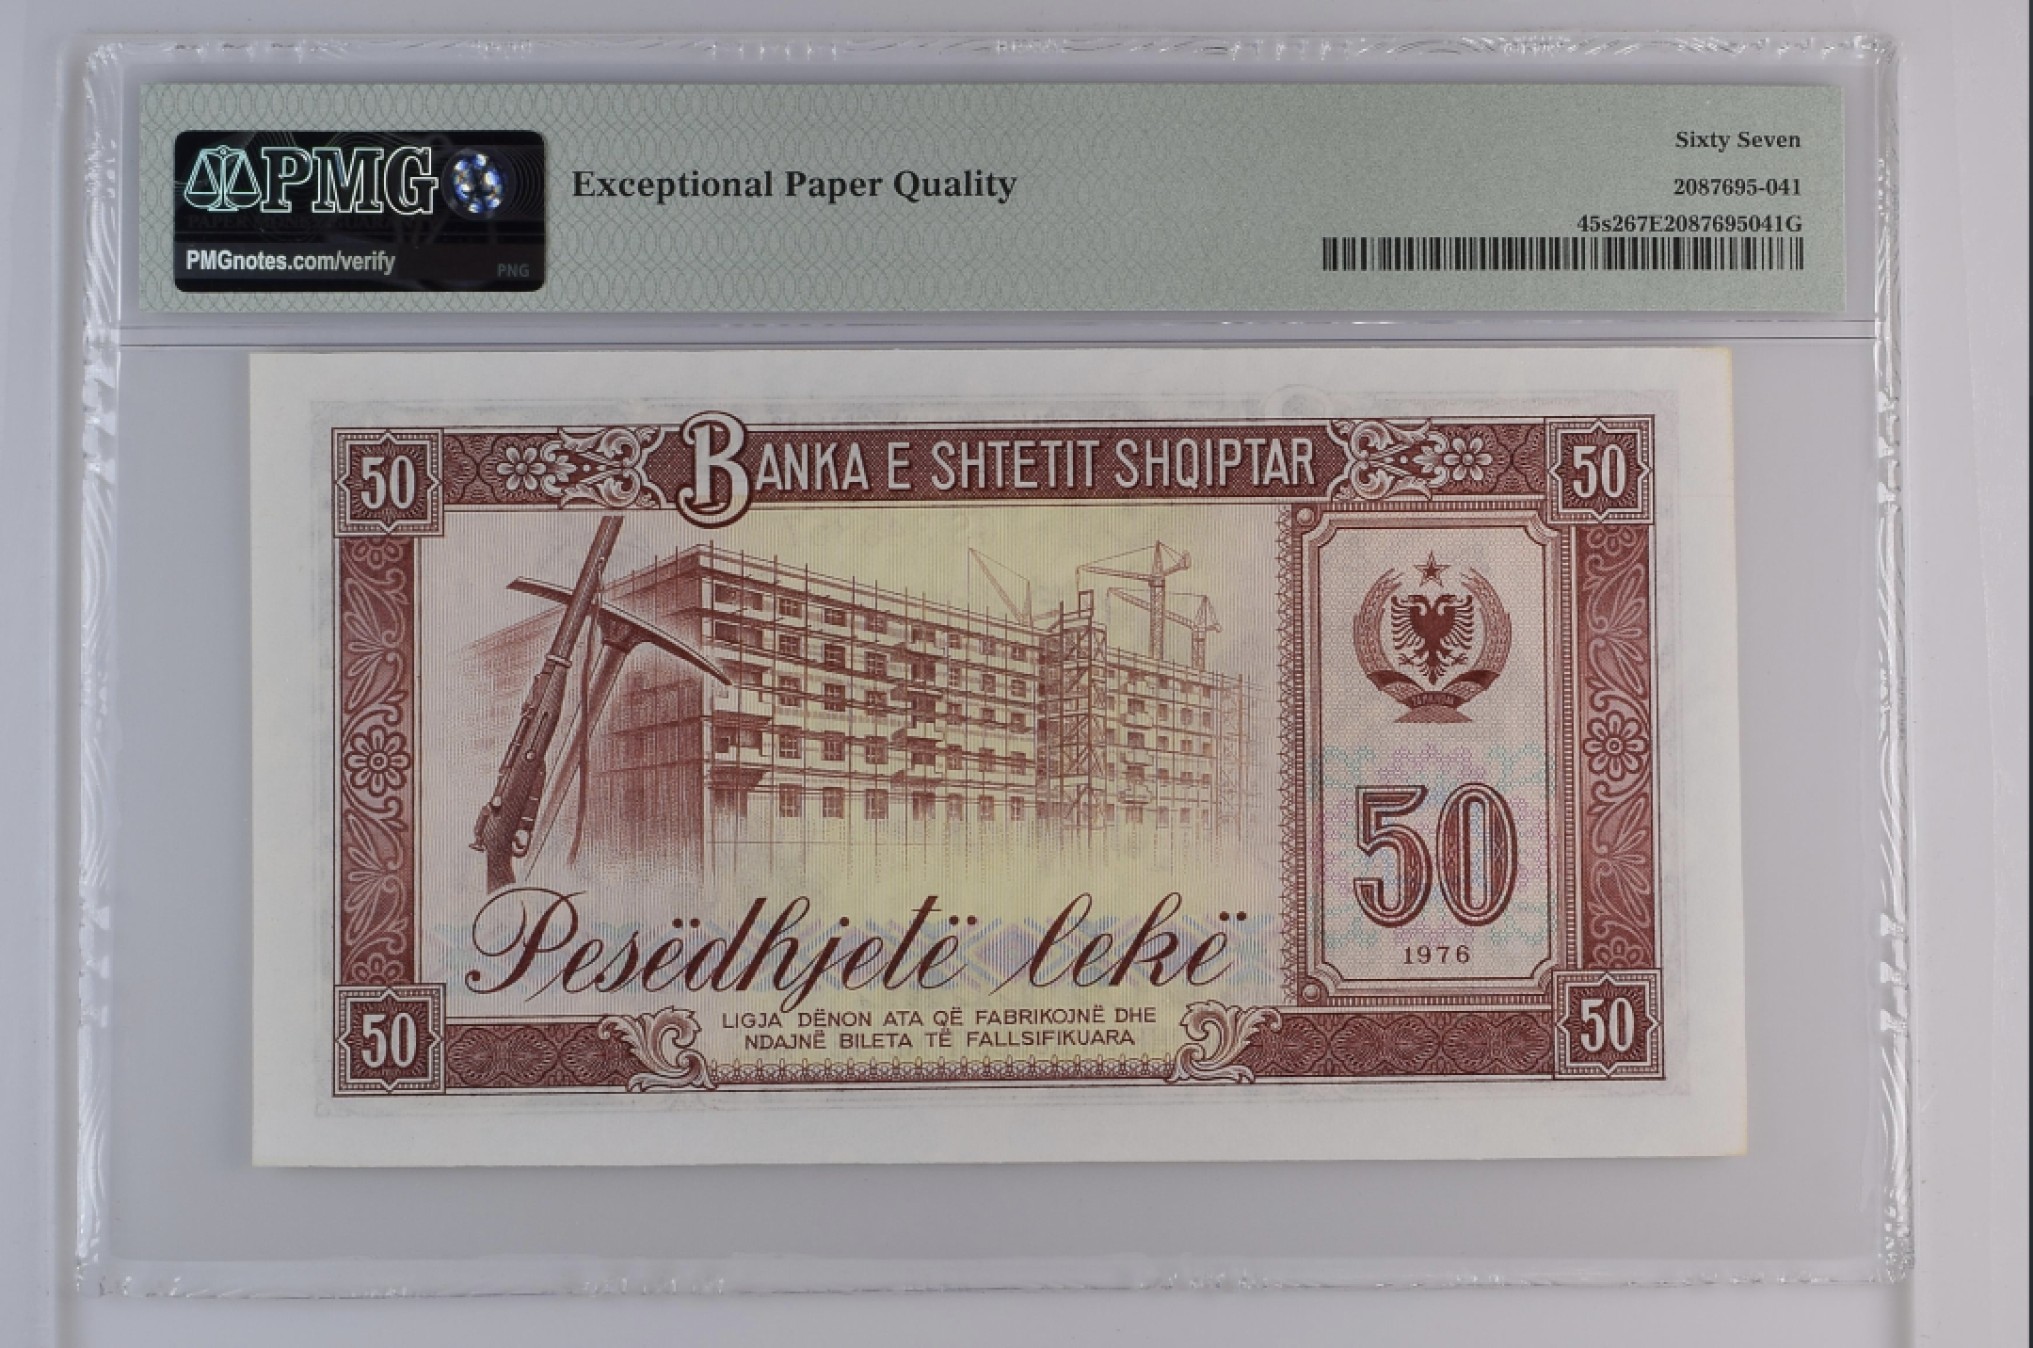 PMG
PMGnotes.com/verify
PNG
Exceptional Paper Quality
Sixty Seven
2087695-041
45s267E2087695041G
50
BANKA E SHTETIT SHQIPTAR
50
50
1976
Pesëdhjetë lekë
50
LIGJA DËNON ATA QË FABRIKOJNË DHE
NDAJNË BILETA TË FALLSIFIKUARA
50